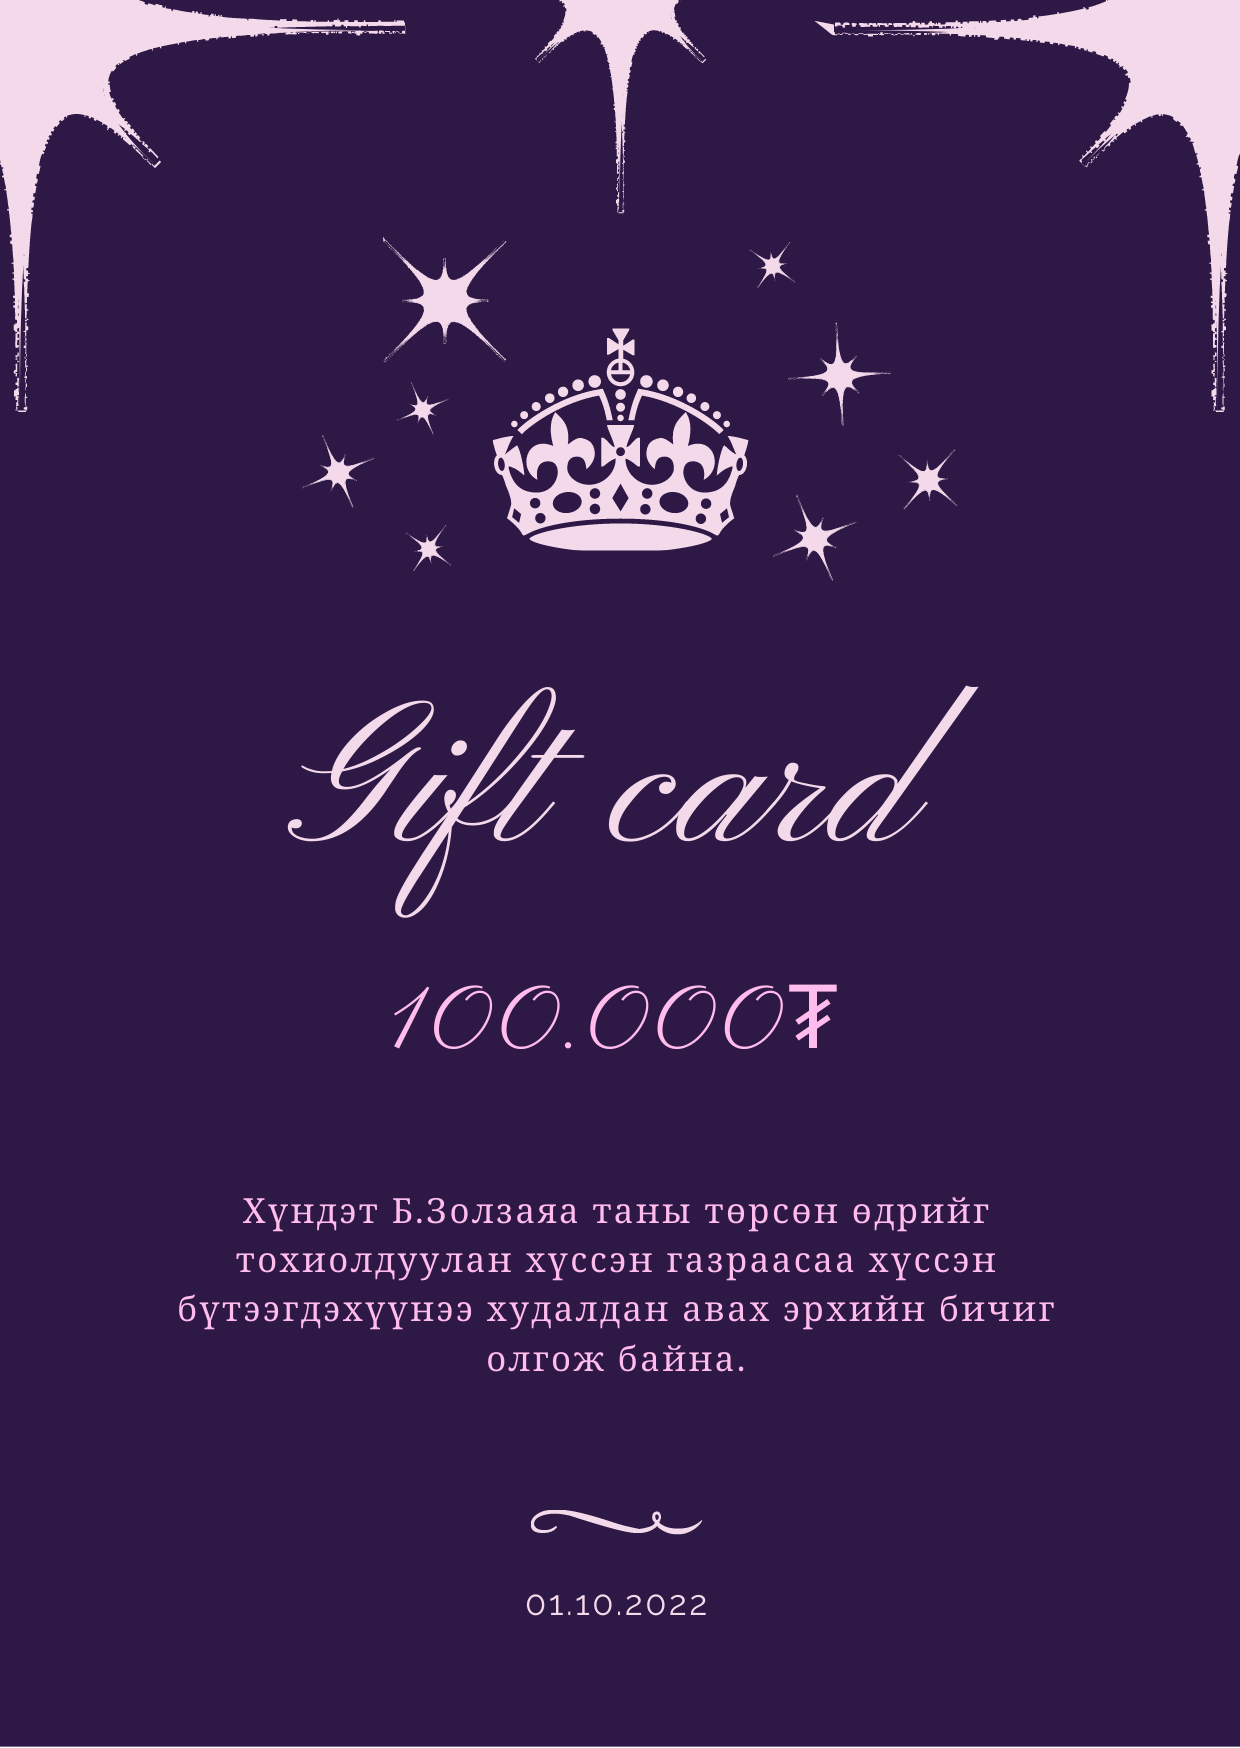 Gift card
100.000₮
Хүндэт Б.Золзаяа таны төрсөн өдрийг
тохиолдуулан хүссэн газраасаа хүссэн
бүтээгдэхүүнээ худалдан авах эрхийн бичиг
олгож байна.
01.10.2022